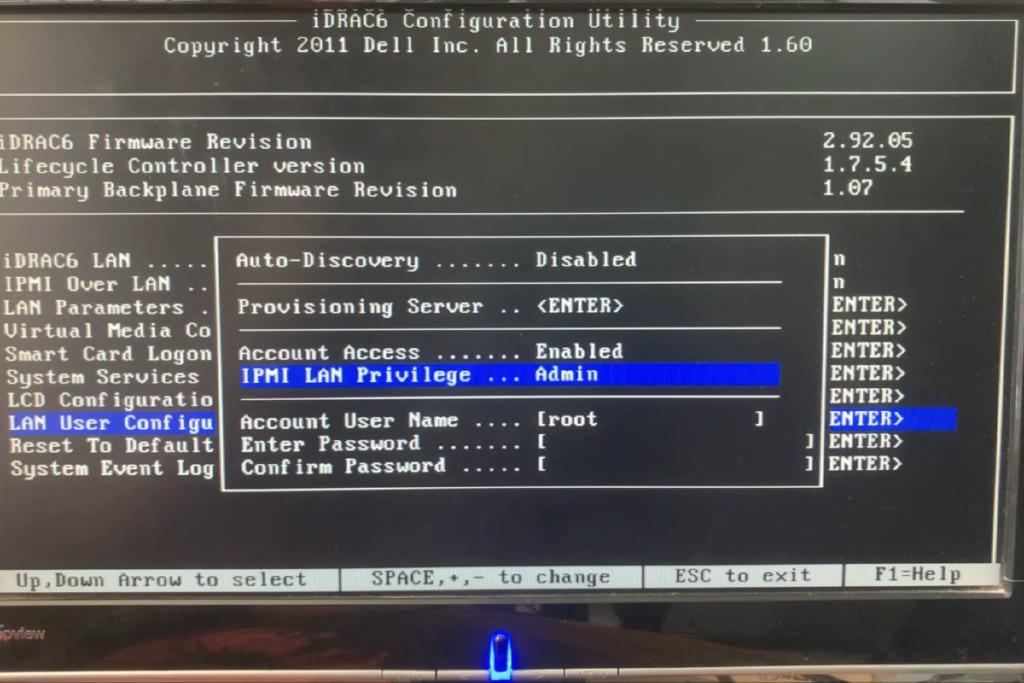 iDRAC6 Configuration Utility
Copyright 2011 Dell Inc. All Rights Reserved 1.60
iDRAC6 Firmware Revision 2.92.05
Lifecycle Controller version 1.7.5.4
Primary Backplane Firmware Revision 1.07
iDRAC6 LAN ..... n
IPMI Over LAN .. n
LAN Parameters . ENTER>
Virtual Media Co ENTER>
Smart Card Logon ENTER>
System Services ENTER>
LCD Configuratio ENTER>
LAN User Configu ENTER>
Reset To Default ENTER>
System Event Log ENTER>
Auto-Discovery ....... Disabled
Provisioning Server .. <ENTER>
Account Access ....... Enabled
IPMI LAN Privilege ... Admin
Account User Name .... [root ]
Enter Password ....... [ ]
Confirm Password ..... [ ]
Up,Down Arrow to select
SPACE,+,- to change
ESC to exit
F1=Help